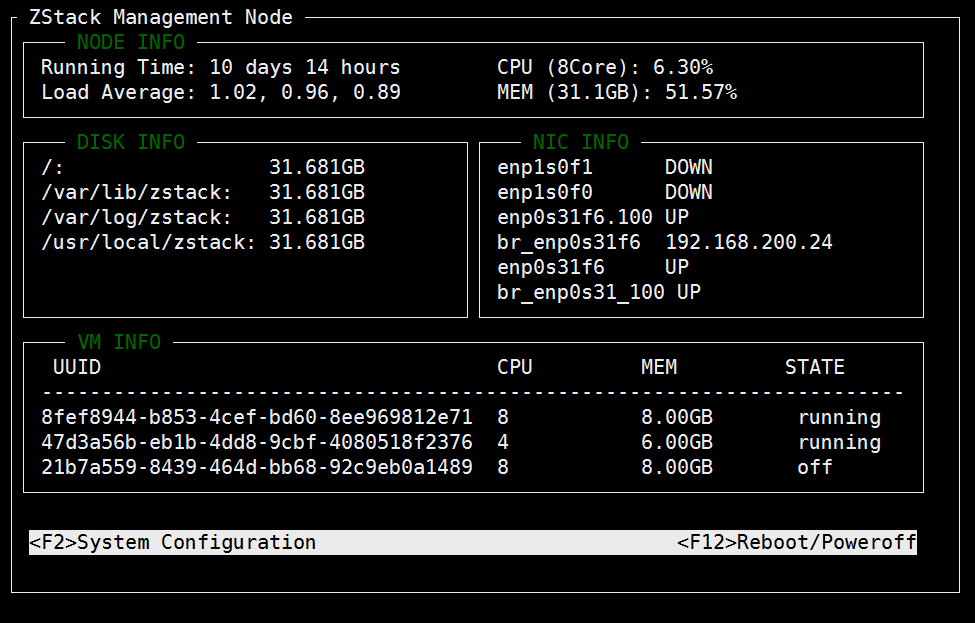 ZStack Management Node
NODE INFO
Running Time: 10 days 14 hours CPU (8Core): 6.30%
Load Average: 1.02, 0.96, 0.89 MEM (31.1GB): 51.57%
DISK INFO
/: 31.681GB
/var/lib/zstack: 31.681GB
/var/log/zstack: 31.681GB
/usr/local/zstack: 31.681GB
NIC INFO
enp1s0f1 DOWN
enp1s0f0 DOWN
enp0s31f6.100 UP
br_enp0s31f6 192.168.200.24
enp0s31f6 UP
br_enp0s31_100 UP
VM INFO
UUID CPU MEM STATE
------------------------------------------------------------------------
8fef8944-b853-4cef-bd60-8ee969812e71 8 8.00GB running
47d3a56b-eb1b-4dd8-9cbf-4080518f2376 4 6.00GB running
21b7a559-8439-464d-bb68-92c9eb0a1489 8 8.00GB off
<F2>System Configuration <F12>Reboot/Poweroff